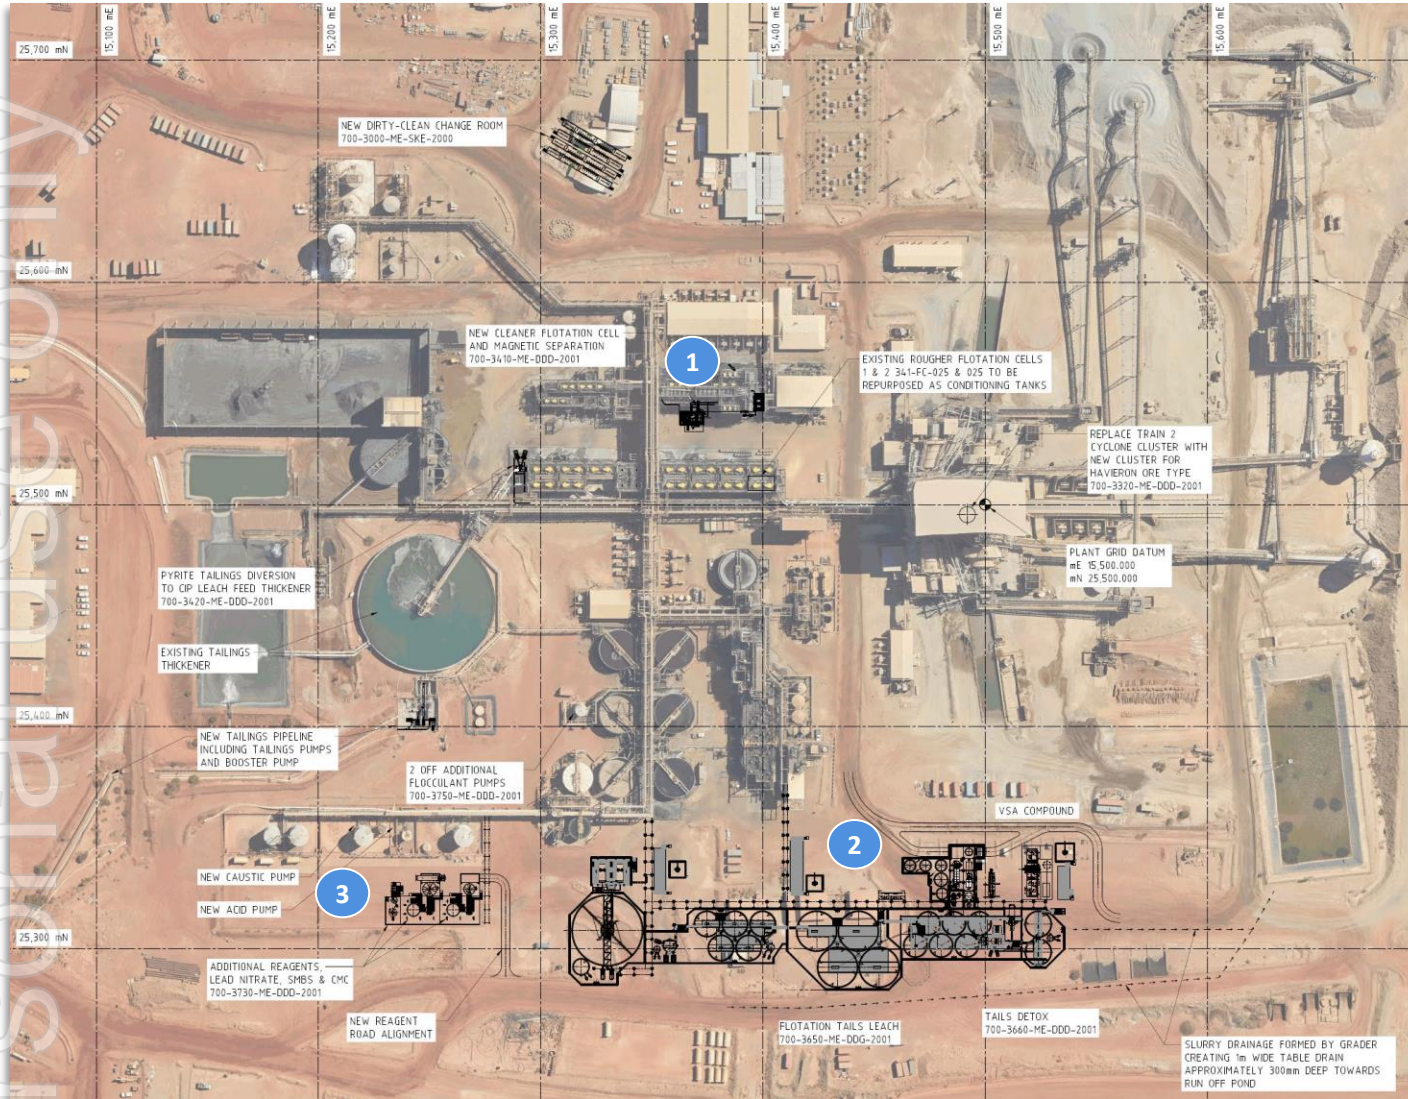 15,100 mE
15,200 mE
15,300 mE
15,400 mE
15,500 mE
15,600 mE
25,700 mN
NEW DIRTY-CLEAN CHANGE ROOM
700-3000-ME-SKE-2000
25,600 mN
NEW CLEANER FLOTATION CELL
AND MAGNETIC SEPARATION
700-3410-ME-DDD-2001
1
EXISTING ROUGHER FLOTATION CELLS
1 & 2 341-FC-025 & 025 TO BE
REPURPOSED AS CONDITIONING TANKS
REPLACE TRAIN 2
CYCLONE CLUSTER WITH
NEW CLUSTER FOR
HAVIERON ORE TYPE
700-3320-ME-DDD-2001
25,500 mN
PLANT GRID DATUM
mE 15,500.000
mN 25,500.000
PYRITE TAILINGS DIVERSION
TO CIP LEACH FEED THICKENER
700-3420-ME-DDD-2001
EXISTING TAILINGS
THICKENER
25,400 mN
NEW TAILINGS PIPELINE
INCLUDING TAILINGS PUMPS
AND BOOSTER PUMP
2 OFF ADDITIONAL
FLOCCULANT PUMPS
700-3750-ME-DDD-2001
VSA COMPOUND
2
NEW CAUSTIC PUMP
3
NEW ACID PUMP
25,300 mN
ADDITIONAL REAGENTS,
LEAD NITRATE, SMBS & CMC
700-3730-ME-DDD-2001
NEW REAGENT
ROAD ALIGNMENT
FLOTATION TAILS LEACH
700-3650-ME-DDG-2001
TAILS DETOX
700-3660-ME-DDD-2001
SLURRY DRAINAGE FORMED BY GRADER
CREATING 1m WIDE TABLE DRAIN
APPROXIMATELY 300mm DEEP TOWARDS
RUN OFF POND
rsonal use only